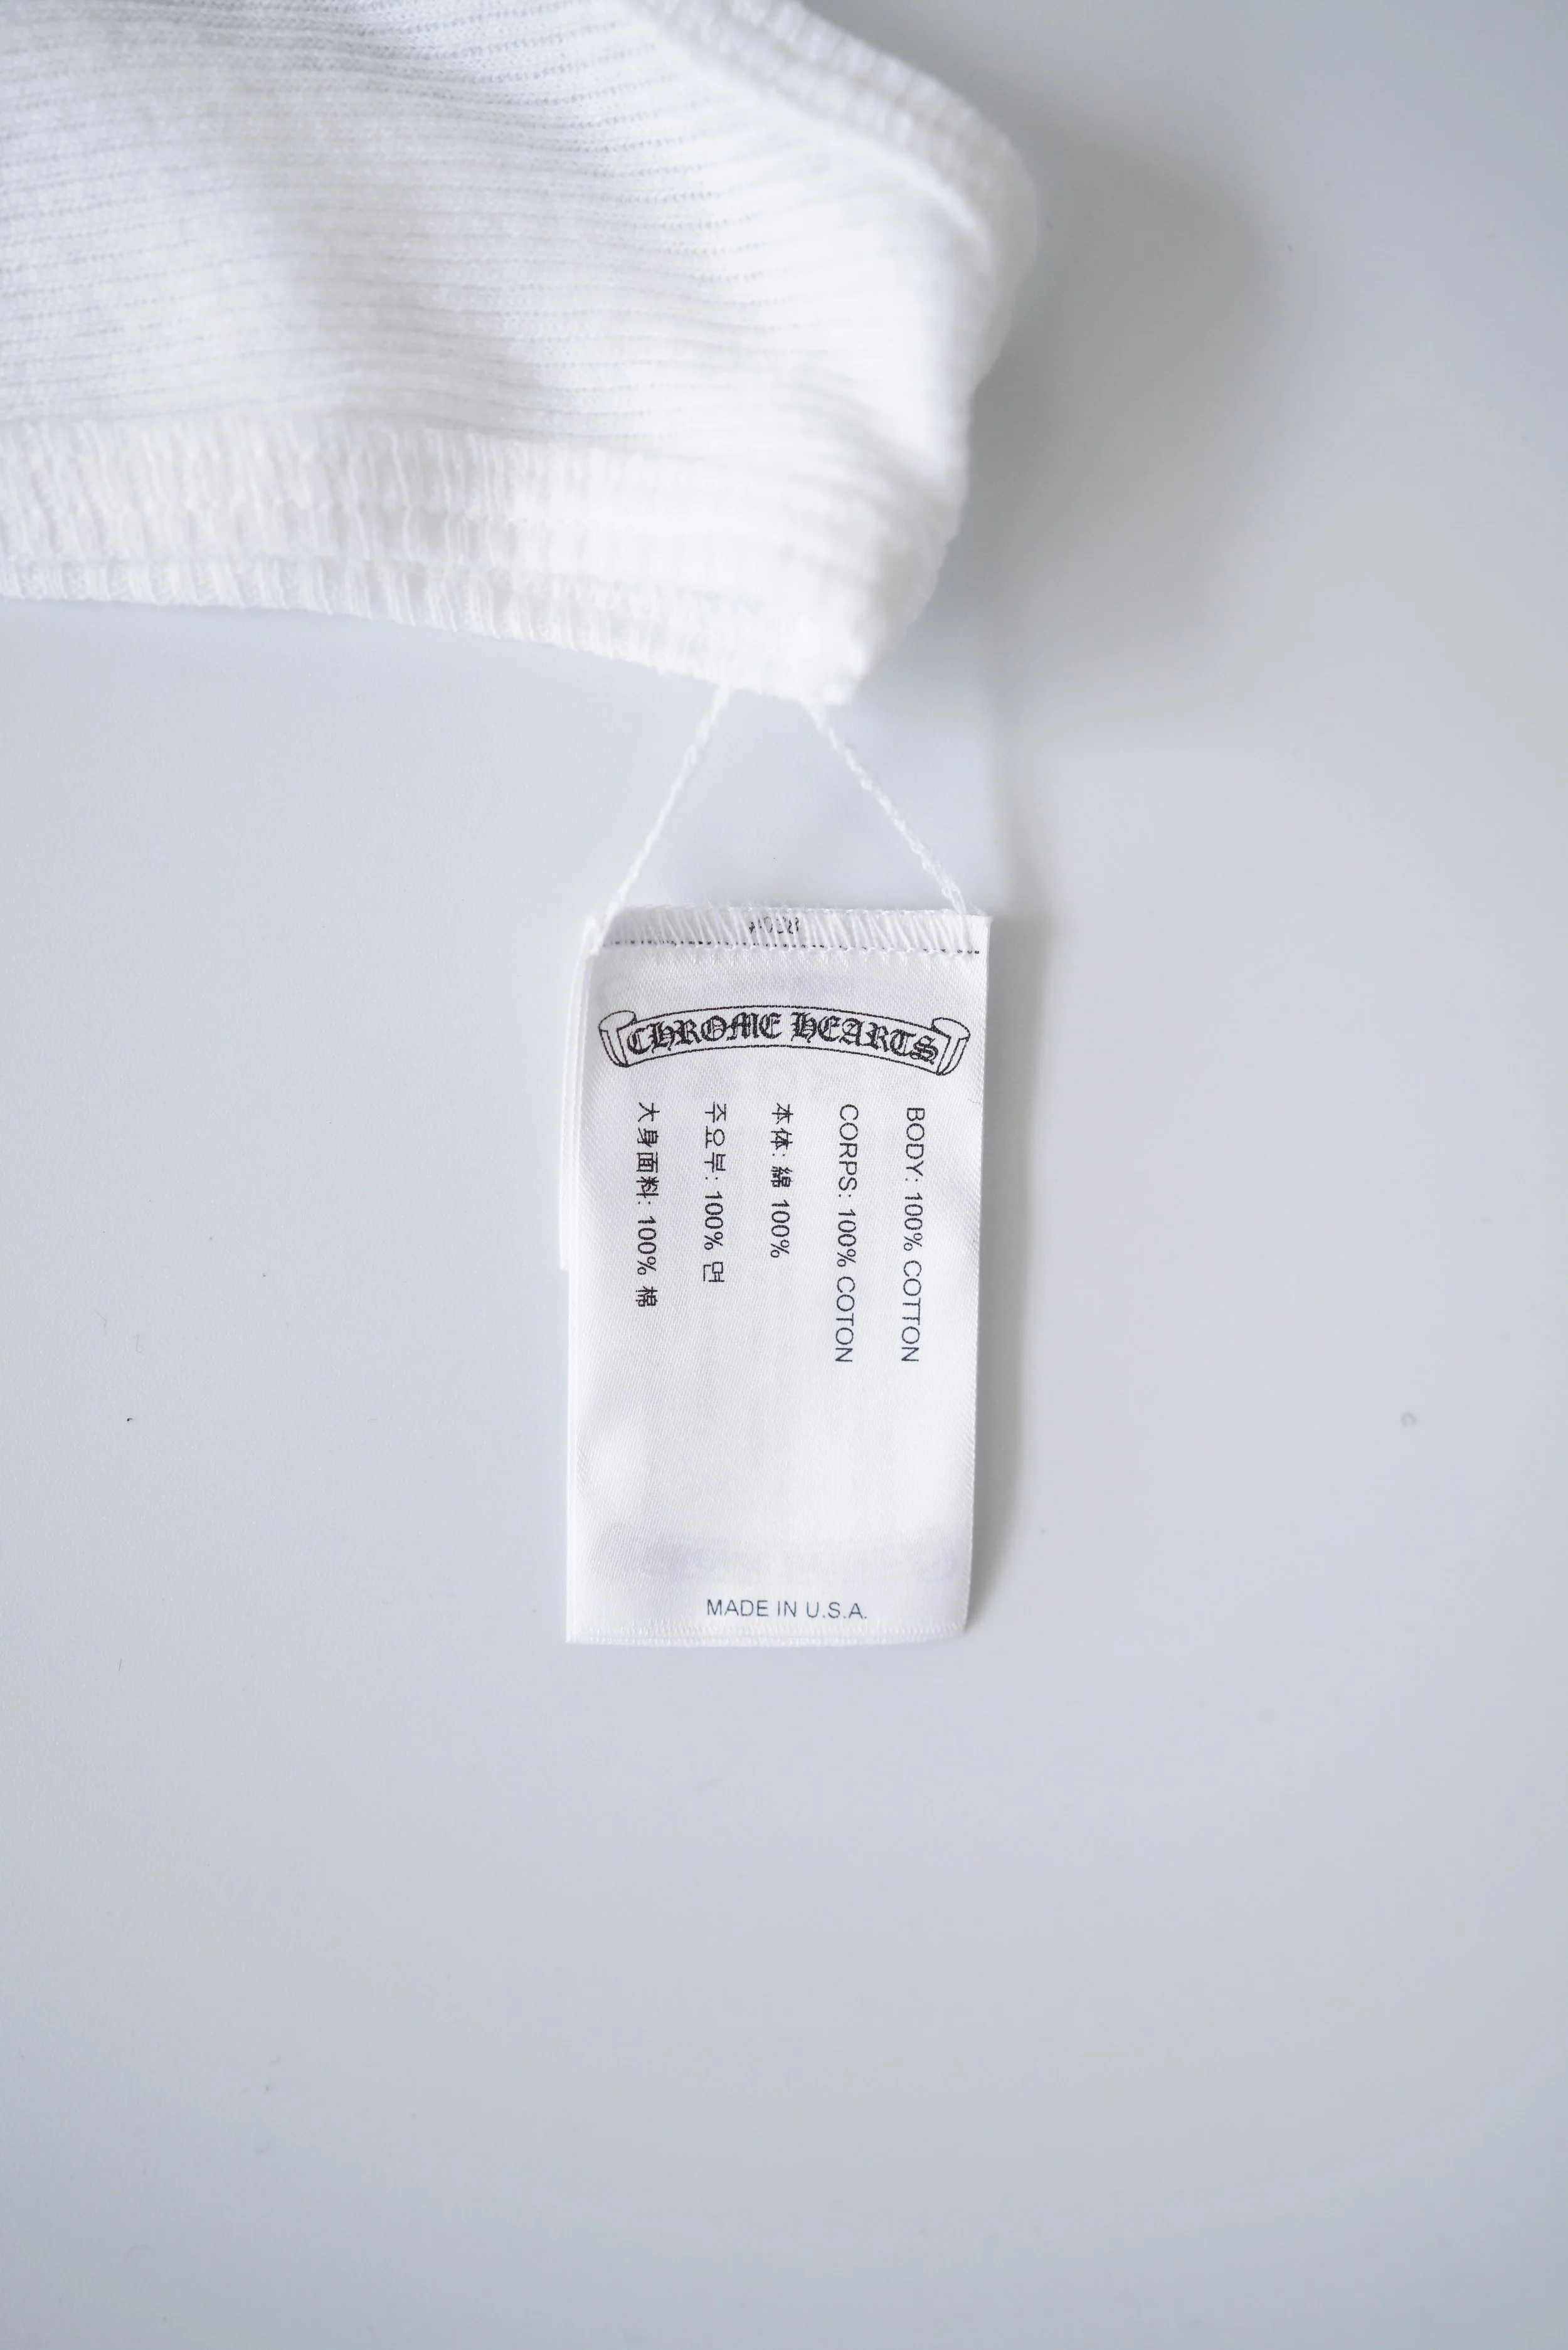 CHROME HEARTS
BODY: 100% COTTON
CORPS: 100% COTON
本体: 綿 100%
주요부: 100% 면
大身面料: 100% 棉
MADE IN U.S.A.